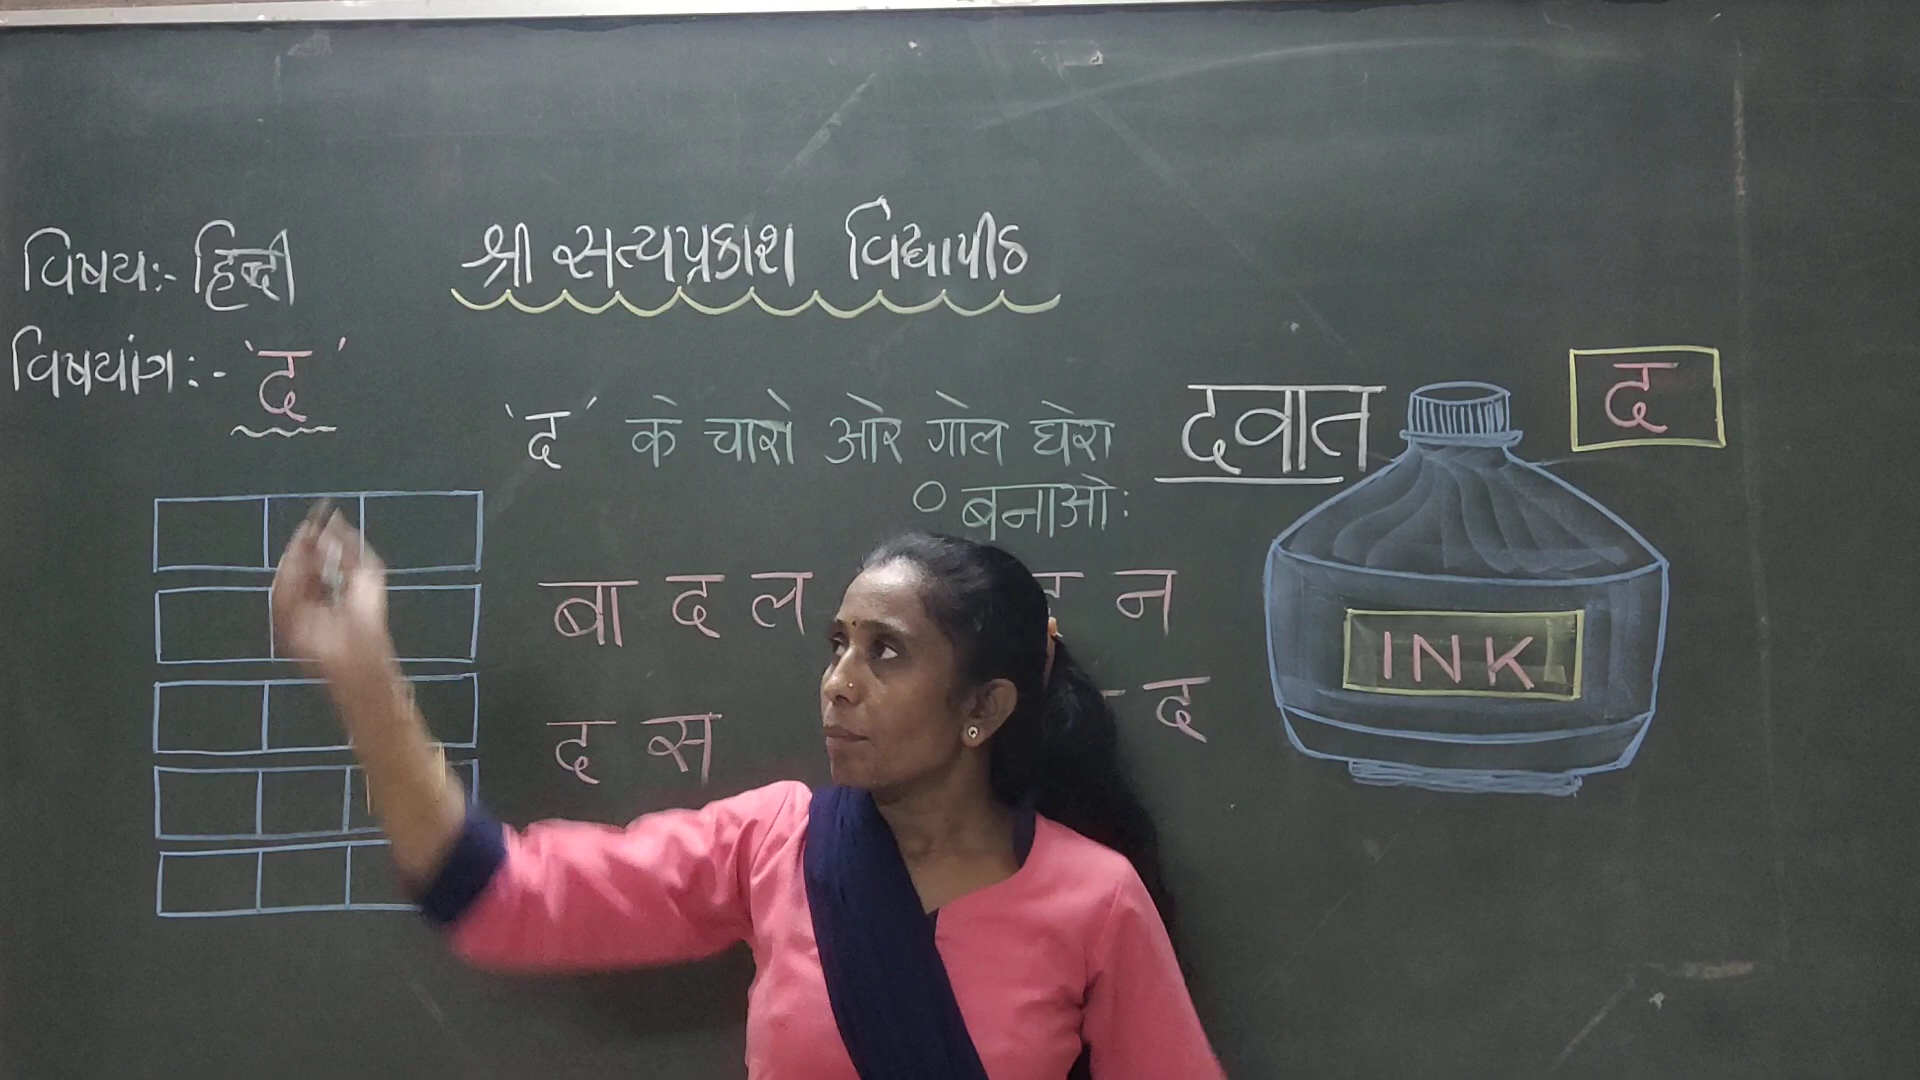 श्री सत्यप्रकाश विद्यापीठ
विषय:- हिन्दी
विषयांग:- 'द'
'द' के चारो ओर गोल घेरा
० बनाओ:
दवात
द
बा द ल
न
द स
द
INK